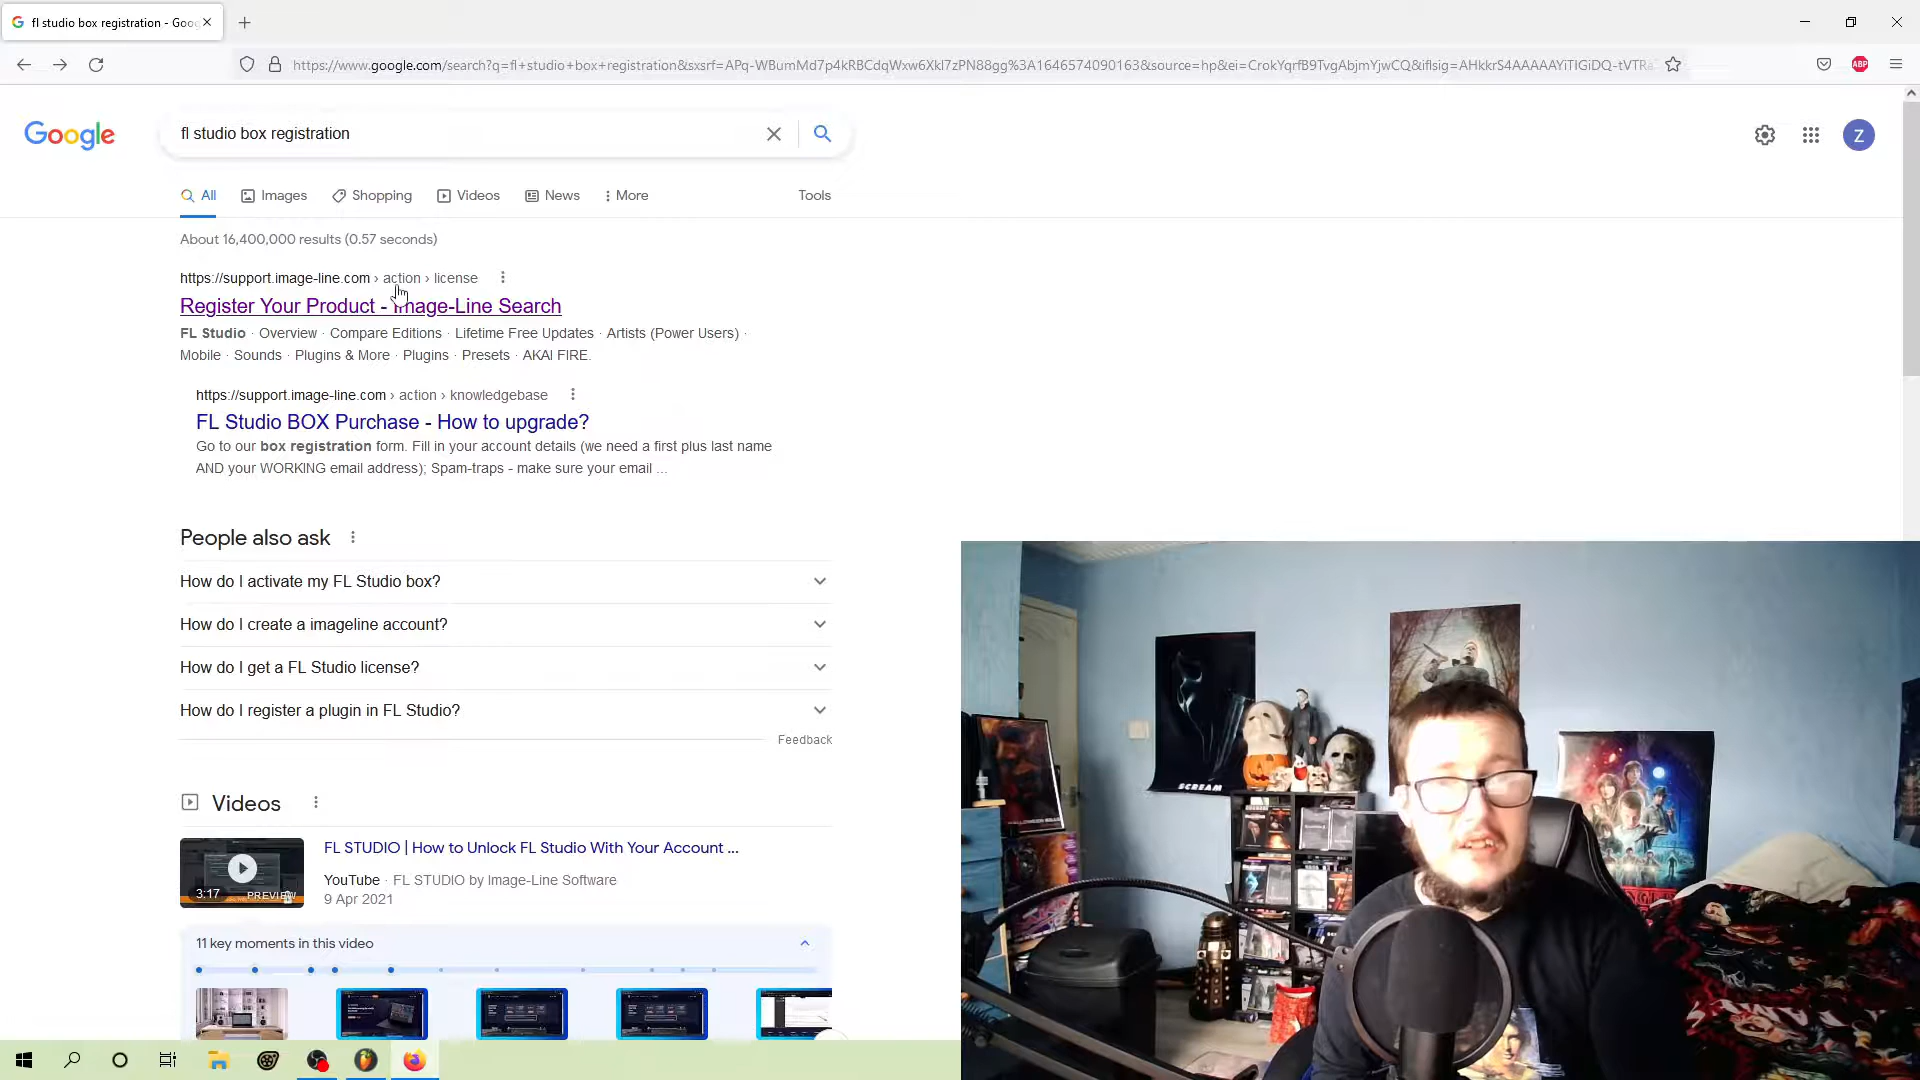 fl studio box registration - Goo
https://www.google.com/search?q=fl+studio+box+registration&sxsrf=APq-WBumMd7p4kRBCdqWxw6Xkl7zPN88gg%3A1646574090163&source=hp&ei=CrokYqrfB9TvgAbjmYjwCQ&iflsig=AHkkrS4AAAAAYiTIGiDQ-tVTRa
ABP
Google
fl studio box registration
Z
All
Images
Shopping
Videos
News
More
Tools
About 16,400,000 results (0.57 seconds)
https://support.image-line.com › action › license
Register Your Product - Image-Line Search
FL Studio · Overview · Compare Editions · Lifetime Free Updates · Artists (Power Users) ·
Mobile · Sounds · Plugins & More · Plugins · Presets · AKAI FIRE.
https://support.image-line.com › action › knowledgebase
FL Studio BOX Purchase - How to upgrade?
Go to our box registration form. Fill in your account details (we need a first plus last name
AND your WORKING email address); Spam-traps - make sure your email ...
People also ask
How do I activate my FL Studio box?
How do I create a imageline account?
How do I get a FL Studio license?
How do I register a plugin in FL Studio?
Feedback
Videos
FL STUDIO | How to Unlock FL Studio With Your Account ...
YouTube · FL STUDIO by Image-Line Software
9 Apr 2021
3:17
PREVIEW
11 key moments in this video
SCREAM